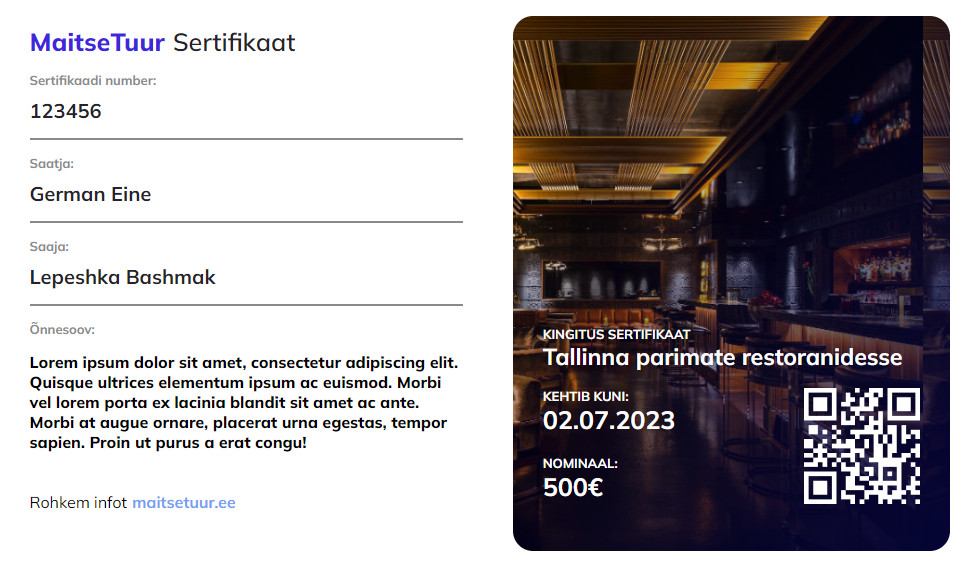 MaitseTuur Sertifikaat
Sertifikaadi number:
123456
Saatja:
German Eine
Saaja:
Lepeshka Bashmak
Õnnesoov:
Lorem ipsum dolor sit amet, consectetur adipiscing elit.
Quisque ultrices elementum ipsum ac euismod. Morbi
vel lorem porta ex lacinia blandit sit amet ac ante.
Morbi at augue ornare, placerat urna egestas, tempor
sapien. Proin ut purus a erat congu!
Rohkem infot maitsetuur.ee
KINGITUS SERTIFIKAAT
Tallinna parimate restoranidesse
KEHTIB KUNI:
02.07.2023
NOMINAAL:
500€